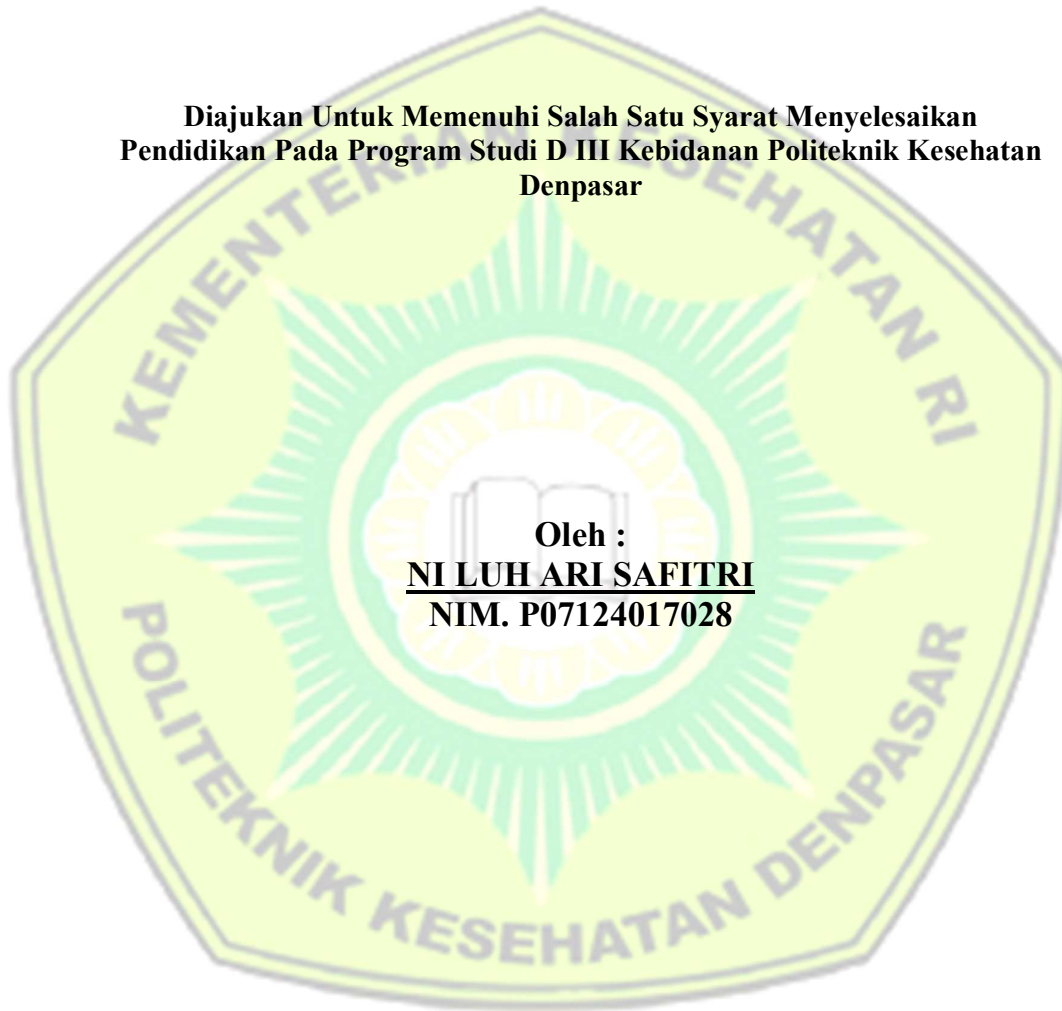 Diajukan Untuk Memenuhi Salah Satu Syarat Menyelesaikan
Pendidikan Pada Program Studi D III Kebidanan Politeknik Kesehatan
Denpasar
KEMENTERIAN KESEHATAN RI
Oleh :
NI LUH ARI SAFITRI
NIM. P07124017028
POLITEKNIK KESEHATAN DENPASAR